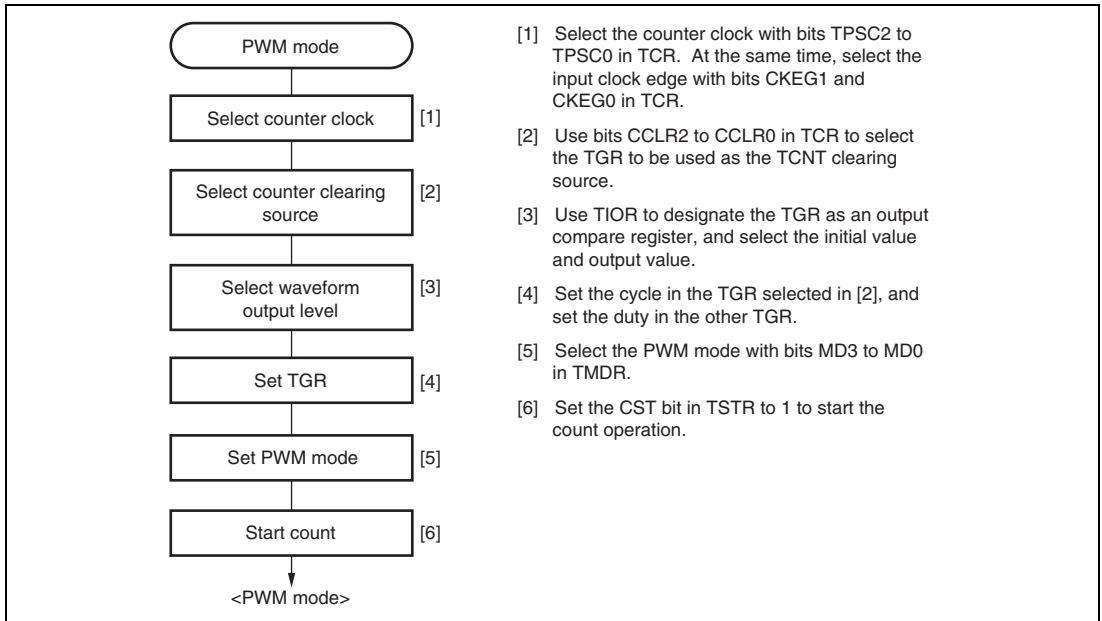 PWM mode
Select counter clock
[1]
Select counter clearing
source
[2]
Select waveform
output level
[3]
Set TGR
[4]
Set PWM mode
[5]
Start count
[6]
<PWM mode>
[1] Select the counter clock with bits TPSC2 to
TPSC0 in TCR. At the same time, select the
input clock edge with bits CKEG1 and
CKEG0 in TCR.
[2] Use bits CCLR2 to CCLR0 in TCR to select
the TGR to be used as the TCNT clearing
source.
[3] Use TIOR to designate the TGR as an output
compare register, and select the initial value
and output value.
[4] Set the cycle in the TGR selected in [2], and
set the duty in the other TGR.
[5] Select the PWM mode with bits MD3 to MD0
in TMDR.
[6] Set the CST bit in TSTR to 1 to start the
count operation.